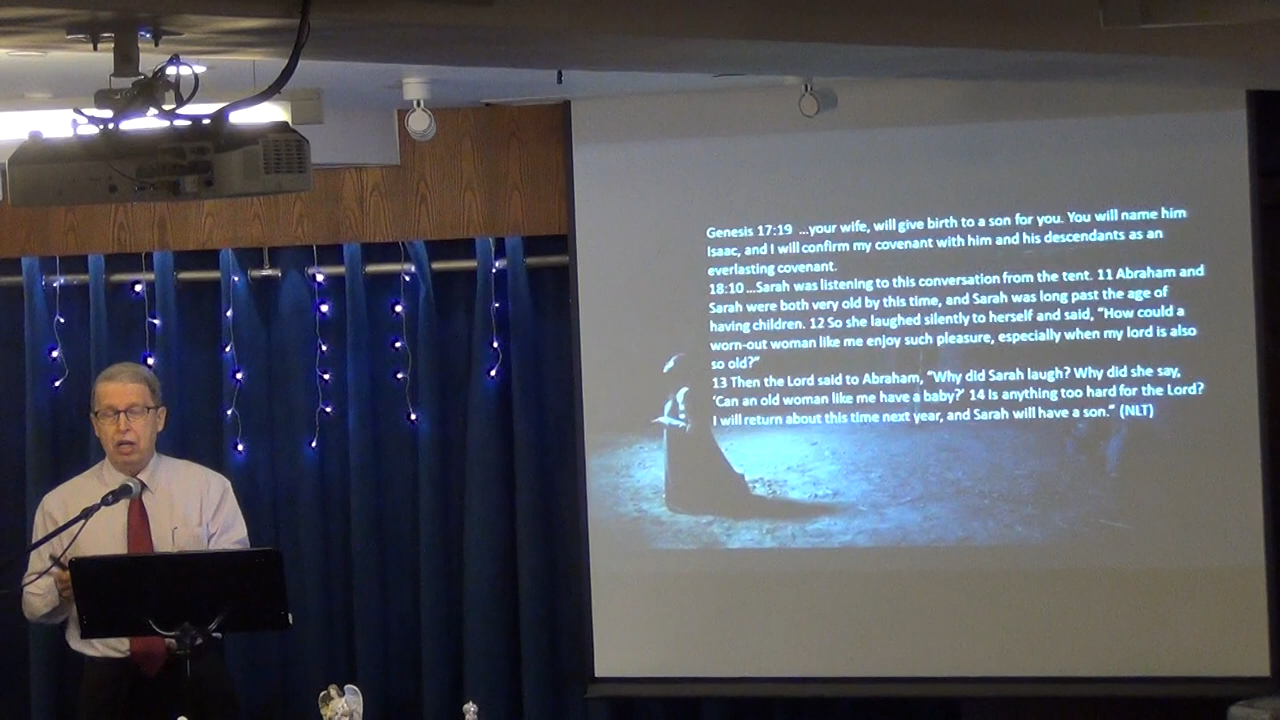 Genesis 17:19 ...your wife, will give birth to a son for you. You will name him
Isaac, and I will confirm my covenant with him and his descendants as an
everlasting covenant.
18:10 ...Sarah was listening to this conversation from the tent. 11 Abraham and
Sarah were both very old by this time, and Sarah was long past the age of
having children. 12 So she laughed silently to herself and said, “How could a
worn-out woman like me enjoy such pleasure, especially when my lord is also
so old?”
13 Then the Lord said to Abraham, “Why did Sarah laugh? Why did she say,
‘Can an old woman like me have a baby?’ 14 Is anything too hard for the Lord?
I will return about this time next year, and Sarah will have a son.” (NLT)